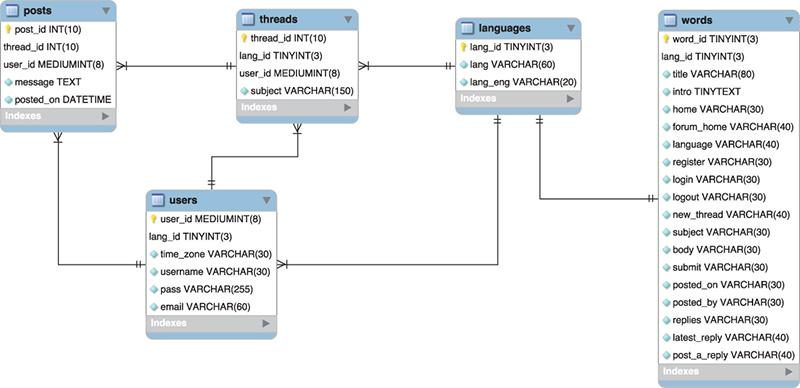 posts
post_id INT(10)
thread_id INT(10)
user_id MEDIUMINT(8)
message TEXT
posted_on DATETIME
Indexes
threads
thread_id INT(10)
lang_id TINYINT(3)
user_id MEDIUMINT(8)
subject VARCHAR(150)
Indexes
languages
lang_id TINYINT(3)
lang VARCHAR(60)
lang_eng VARCHAR(20)
Indexes
words
word_id TINYINT(3)
lang_id TINYINT(3)
title VARCHAR(80)
intro TINYTEXT
home VARCHAR(30)
forum_home VARCHAR(40)
language VARCHAR(40)
register VARCHAR(30)
login VARCHAR(30)
logout VARCHAR(30)
new_thread VARCHAR(40)
subject VARCHAR(30)
body VARCHAR(30)
submit VARCHAR(30)
posted_on VARCHAR(30)
posted_by VARCHAR(30)
replies VARCHAR(30)
latest_reply VARCHAR(40)
post_a_reply VARCHAR(40)
Indexes
users
user_id MEDIUMINT(8)
lang_id TINYINT(3)
time_zone VARCHAR(30)
username VARCHAR(30)
pass VARCHAR(255)
email VARCHAR(60)
Indexes